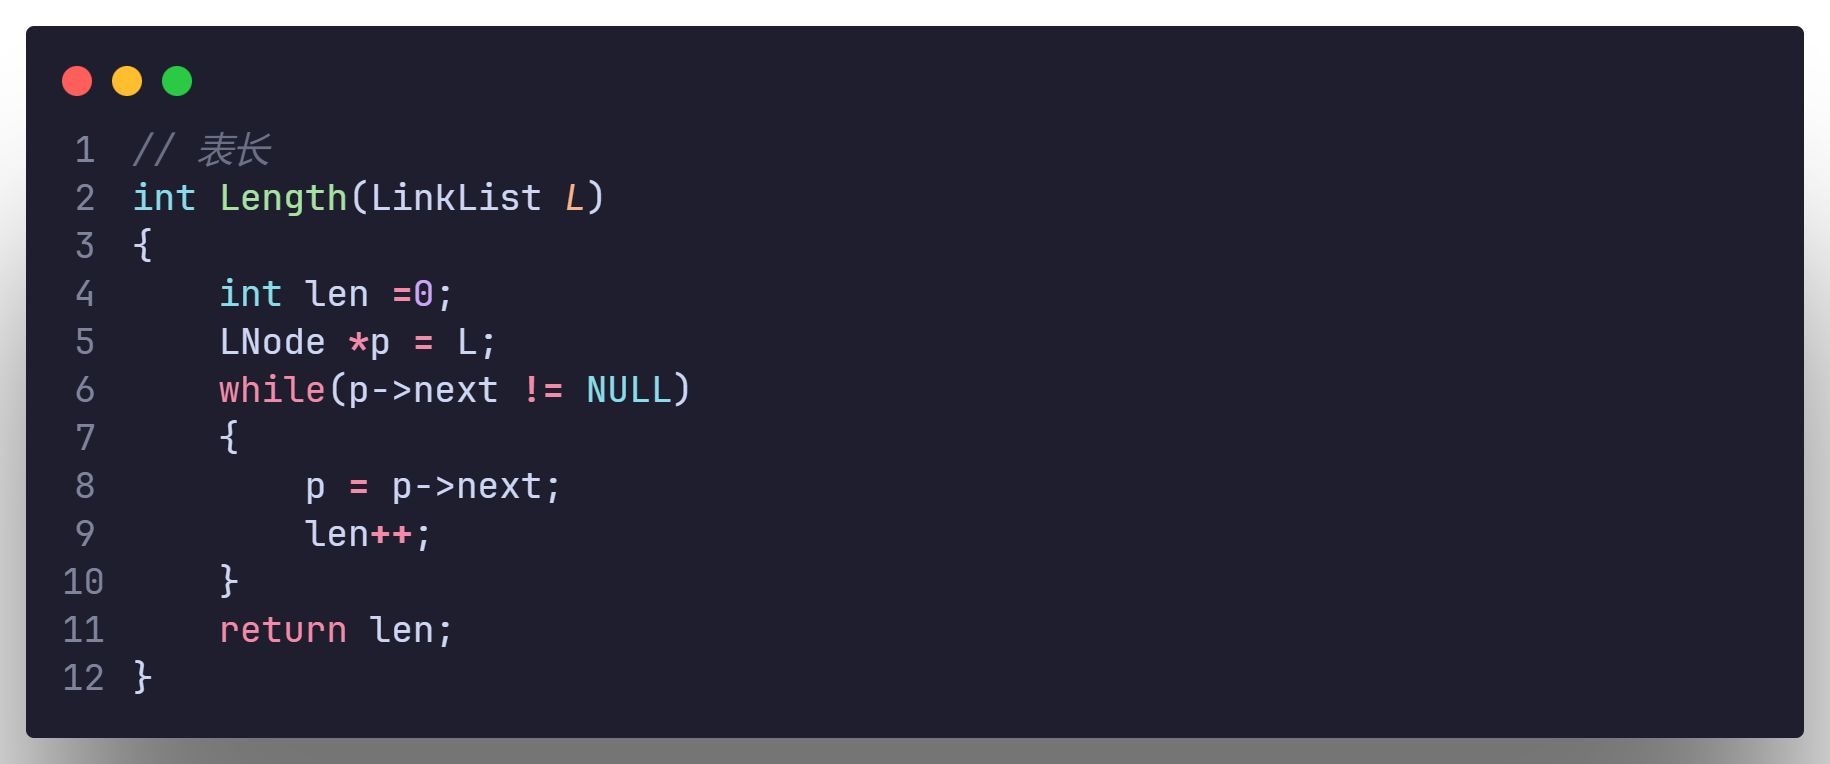 1 // 表长
2 int Length(LinkList L)
3 {
4     int len =0;
5     LNode *p = L;
6     while(p->next != NULL)
7     {
8         p = p->next;
9         len++;
10     }
11     return len;
12 }